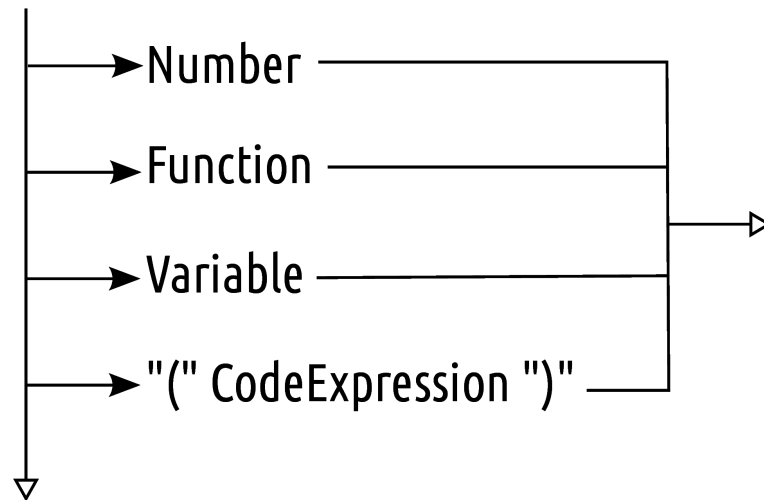 Number
Function
Variable
"(" CodeExpression ")"